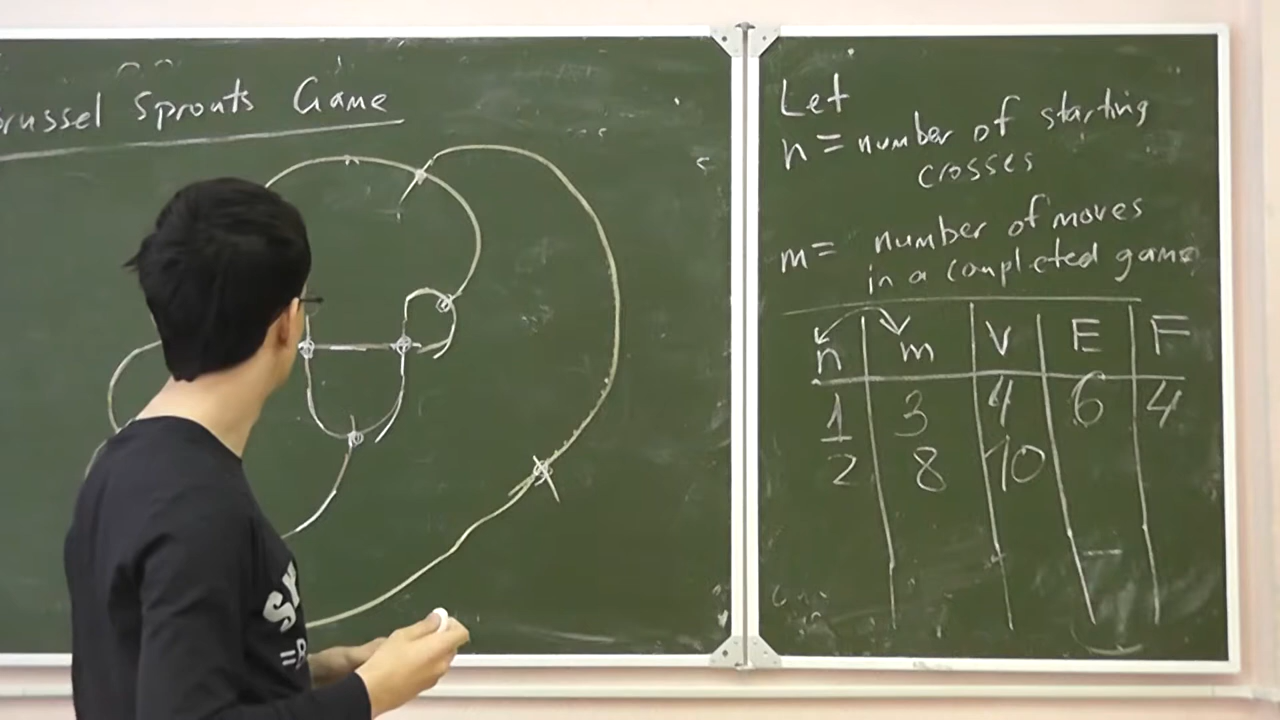 Sprouts Game
Let
n = number of starting
crosses
m = number of moves
in a completed game
n m V E F
1 3 4 6 4
2 8 10